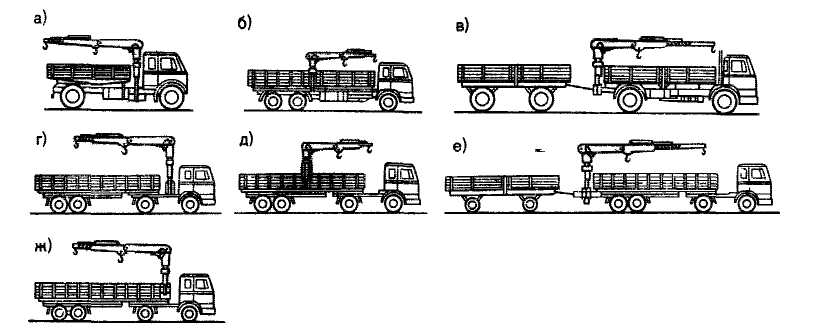 а) б) в)
г) д) е)
ж)